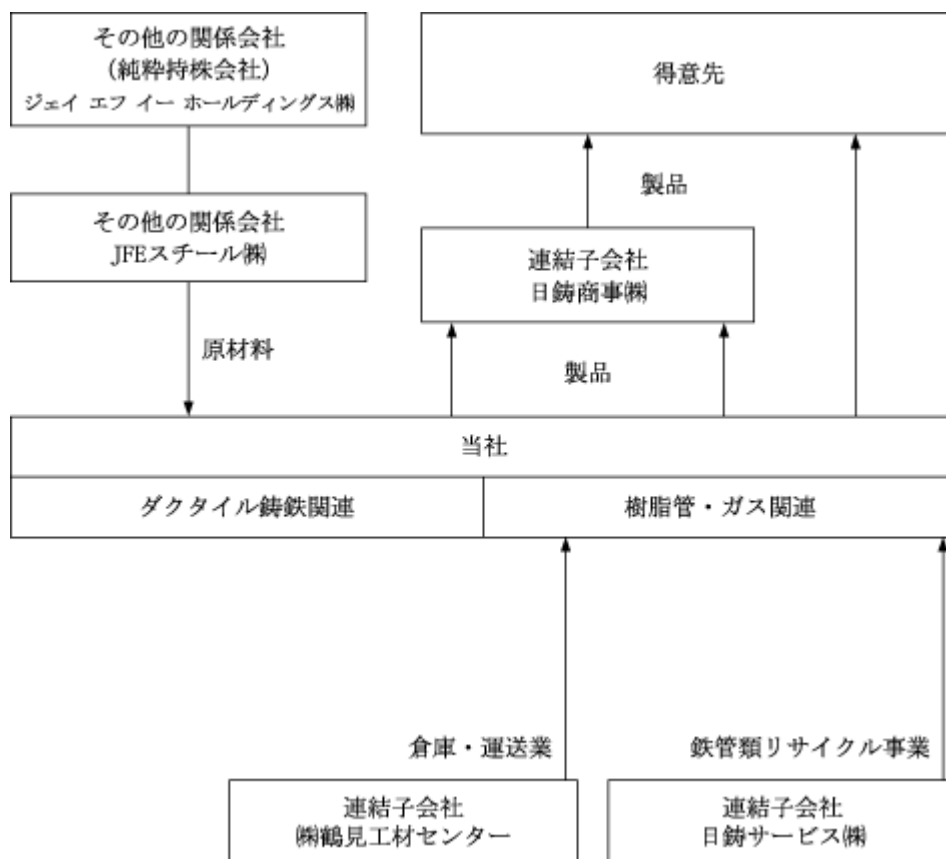 その他の関係会社
（純粋持株会社）
ジェイ エフ イー ホールディングス㈱
得意先
製品
その他の関係会社
JFEスチール㈱
連結子会社
日鋳商事㈱
原材料
製品
当社
ダクタイル鋳鉄関連
樹脂管・ガス関連
倉庫・運送業
鉄管類リサイクル事業
連結子会社
㈱鶴見工材センター
連結子会社
日鋳サービス㈱